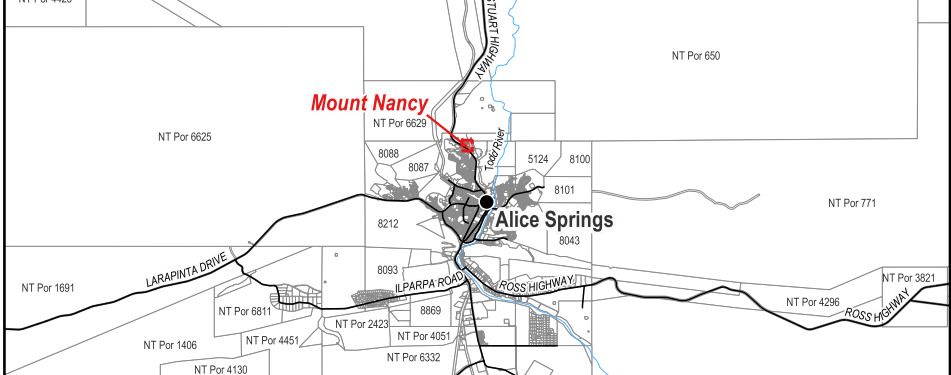 STUART HIGHWAY
NT Por 650
Mount Nancy
NT Por 6629
NT Por 6625
Todd River
8088
8087
5124
8100
8101
NT Por 771
Alice Springs
8212
8043
8093
LARAPINTA DRIVE
ILPARPA ROAD
ROSS HIGHWAY
NT Por 3821
NT Por 1691
NT Por 4296
ROSS HIGHWAY
NT Por 6811
8869
NT Por 2423
NT Por 4451
NT Por 4051
NT Por 1406
NT Por 6332
NT Por 4130